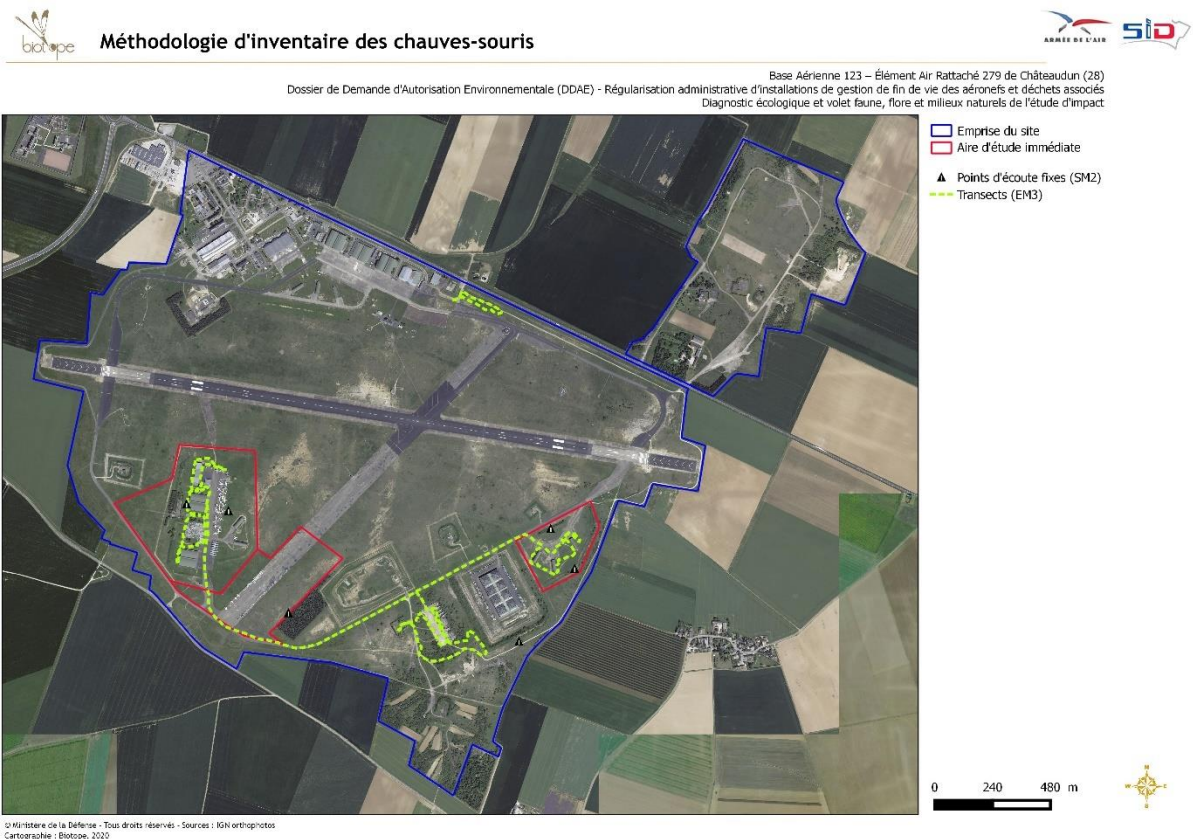 biotope
Méthodologie d'inventaire des chauves-souris
ARMÉE DE L'AIR
SID
Base Aérienne 123 – Élément Air Rattaché 279 de Châteaudun (28)
Dossier de Demande d'Autorisation Environnementale (DDAE) - Régularisation administrative d'installations de gestion de fin de vie des aéronefs et déchets associés
Diagnostic écologique et volet faune, flore et milieux naturels de l'étude d'impact
Emprise du site
Aire d'étude immédiate
Points d'écoute fixes (SM2)
Transects (EM3)
0 240 480 m
N
W E
S
© Ministere de la Défense - Tous droits réservés - Sources : IGN orthophotos
Cartographie : Biotope, 2020